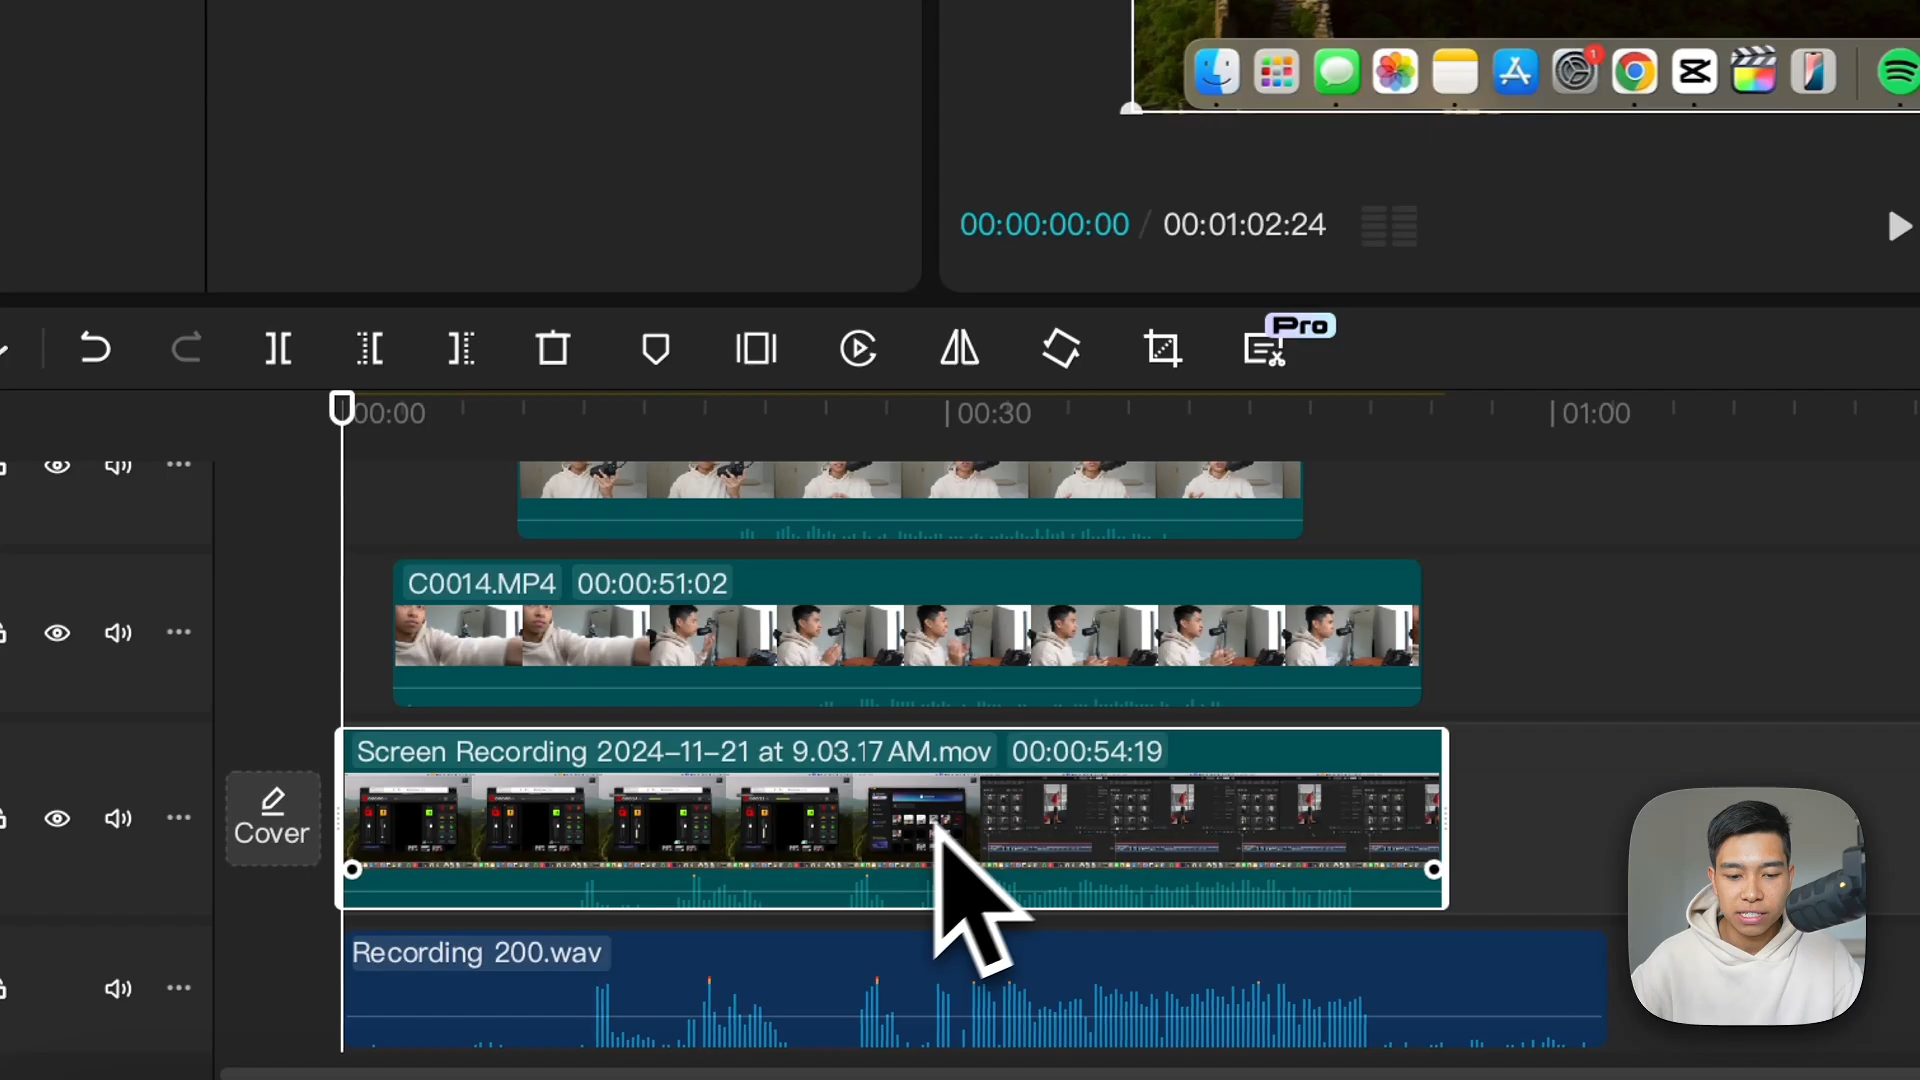 1
00:00:00:00 / 00:01:02:24
Pro
00:00
00:30
01:00
C0014.MP4 00:00:51:02
Screen Recording 2024-11-21 at 9.03.17 AM.mov 00:00:54:19
Cover
Recording 200.wav